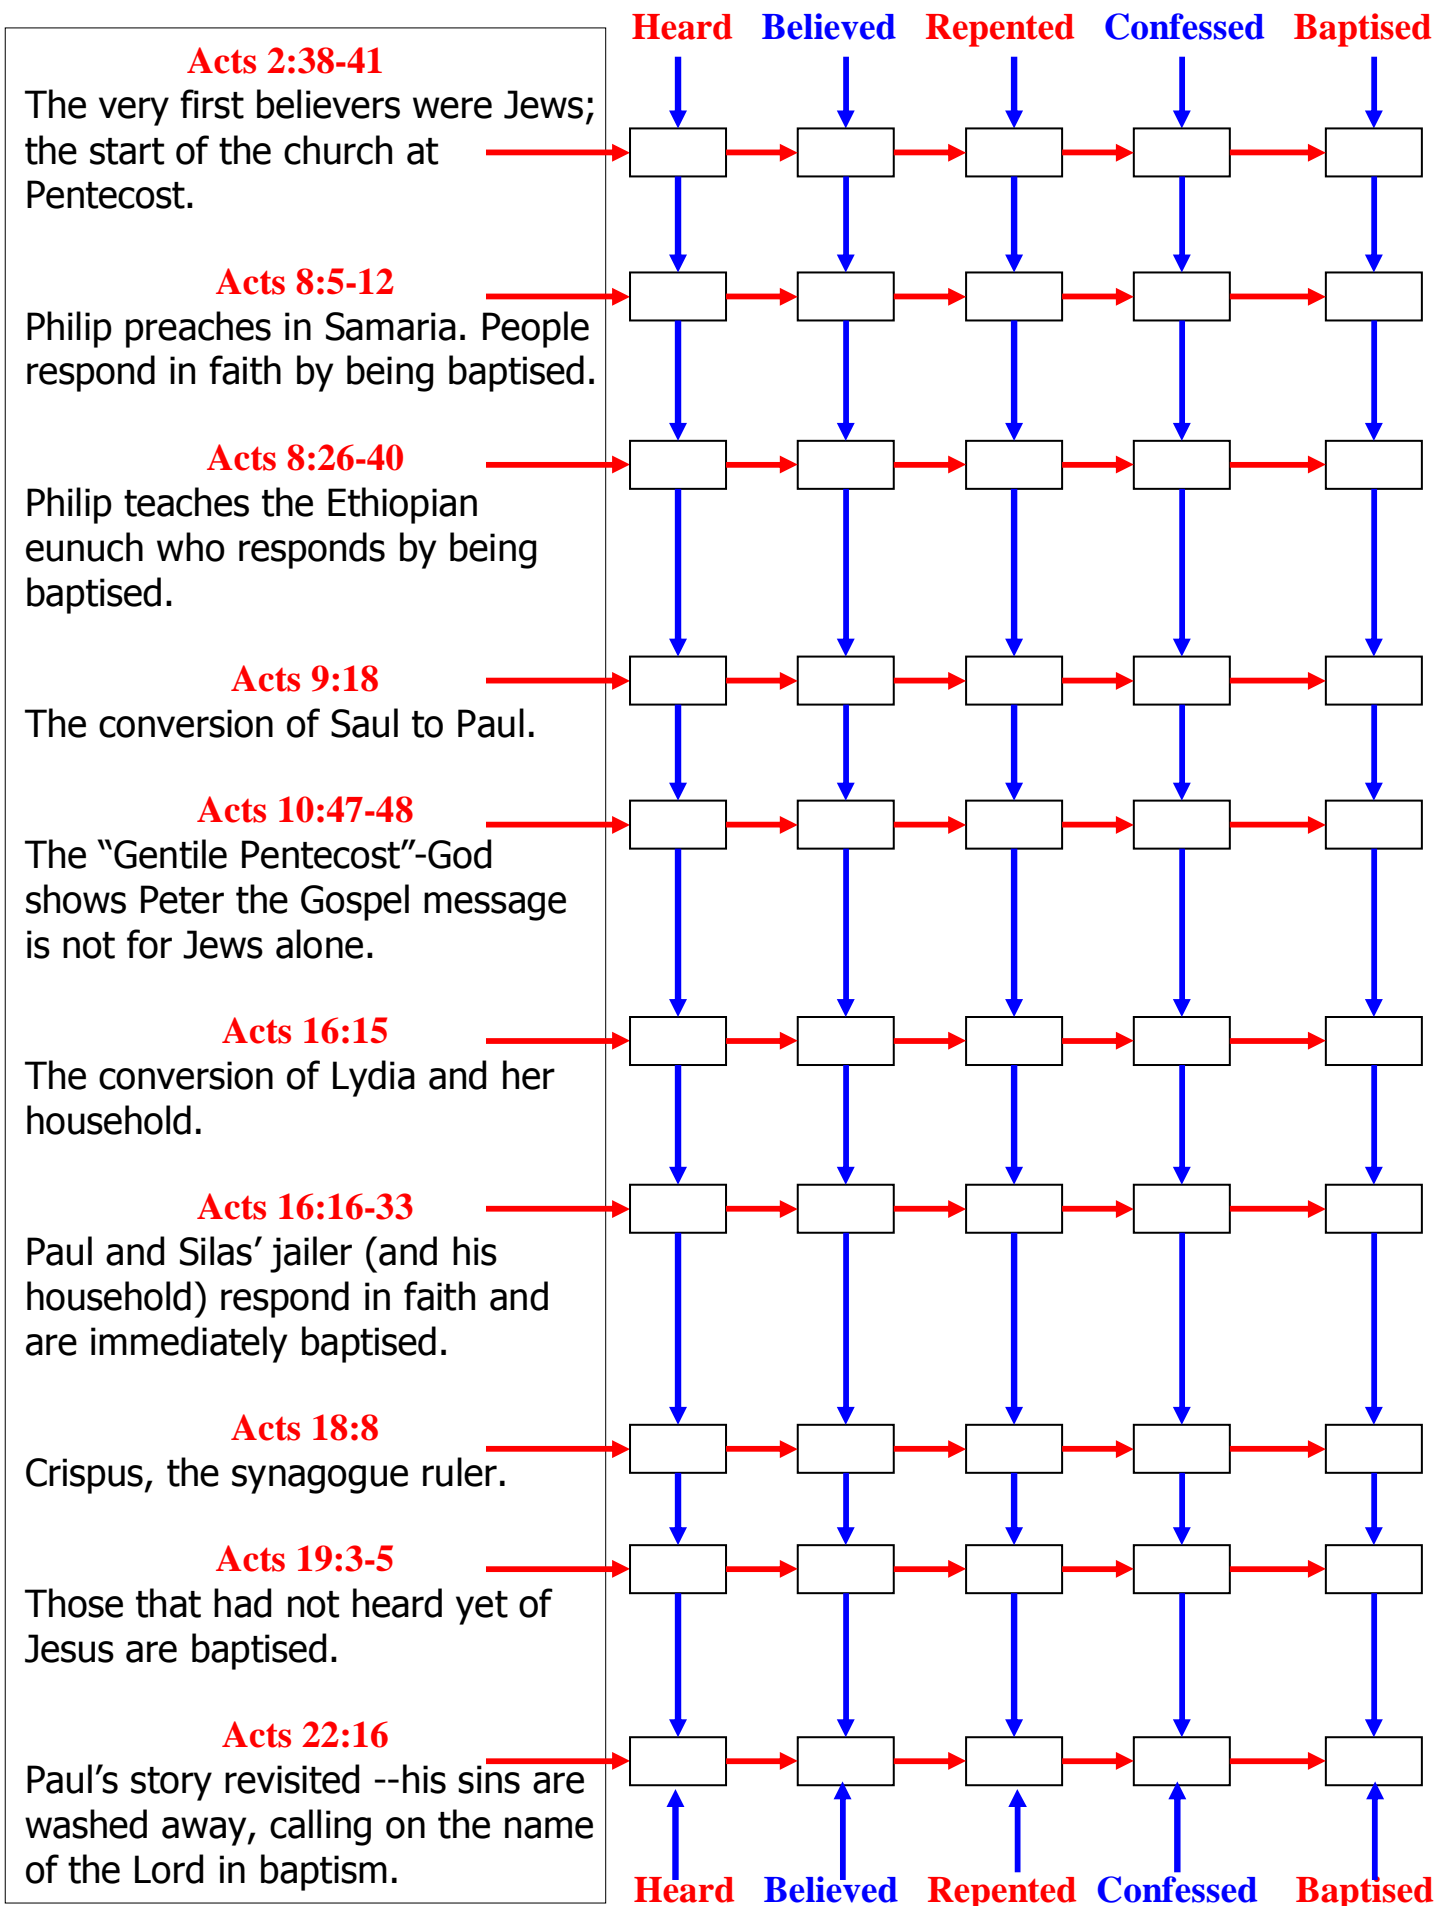 Heard Believed Repented Confessed Baptised
Acts 2:38-41
The very first believers were Jews;
the start of the church at
Pentecost.
Acts 8:5-12
Philip preaches in Samaria. People
respond in faith by being baptised.
Acts 8:26-40
Philip teaches the Ethiopian
eunuch who responds by being
baptised.
Acts 9:18
The conversion of Saul to Paul.
Acts 10:47-48
The “Gentile Pentecost”-God
shows Peter the Gospel message
is not for Jews alone.
Acts 16:15
The conversion of Lydia and her
household.
Acts 16:16-33
Paul and Silas’ jailer (and his
household) respond in faith and
are immediately baptised.
Acts 18:8
Crispus, the synagogue ruler.
Acts 19:3-5
Those that had not heard yet of
Jesus are baptised.
Acts 22:16
Paul’s story revisited --his sins are
washed away, calling on the name
of the Lord in baptism.
Heard Believed Repented Confessed Baptised